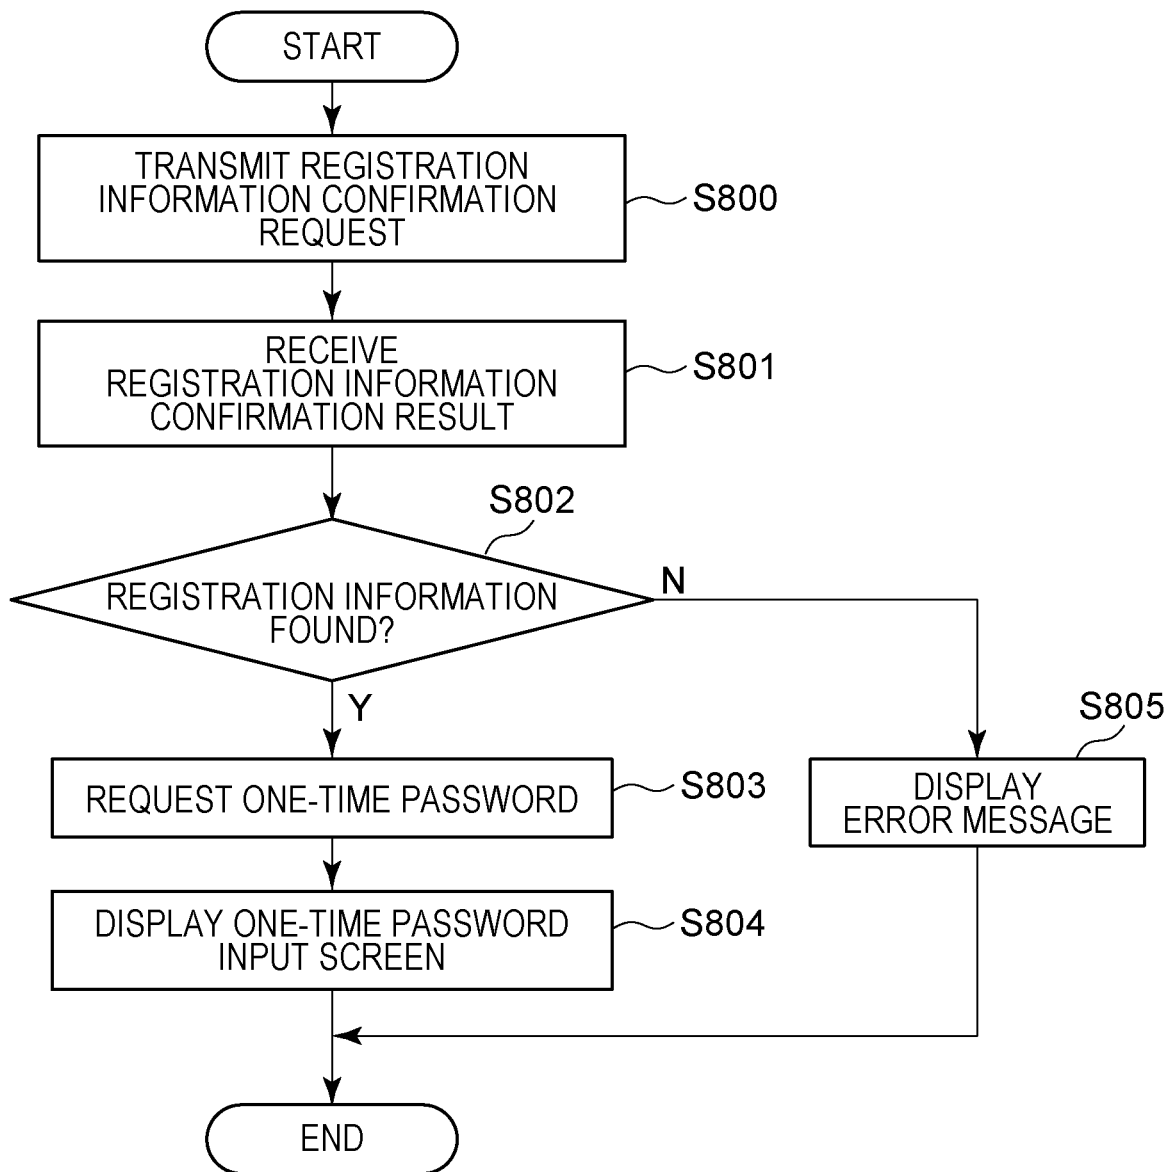 START
TRANSMIT REGISTRATION
INFORMATION CONFIRMATION
REQUEST
S800
RECEIVE
REGISTRATION INFORMATION
CONFIRMATION RESULT
S801
S802
REGISTRATION INFORMATION
FOUND?
N
Y
REQUEST ONE-TIME PASSWORD
S803
S805
DISPLAY
ERROR MESSAGE
DISPLAY ONE-TIME PASSWORD
INPUT SCREEN
S804
END